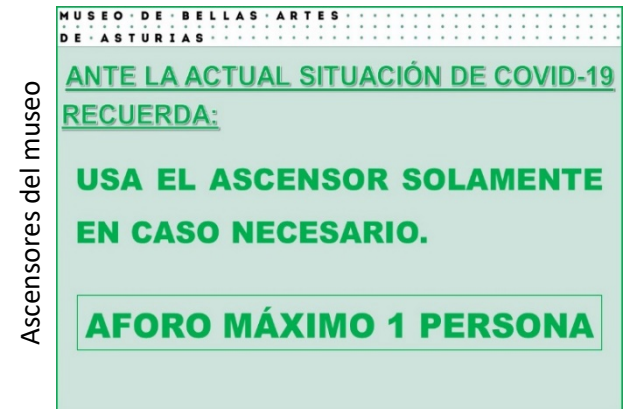 Ascensores del museo
MUSEO·DE·BELLAS·ARTES
DE·ASTURIAS
ANTE LA ACTUAL SITUACIÓN DE COVID-19
RECUERDA:
USA EL ASCENSOR SOLAMENTE
EN CASO NECESARIO.
AFORO MÁXIMO 1 PERSONA